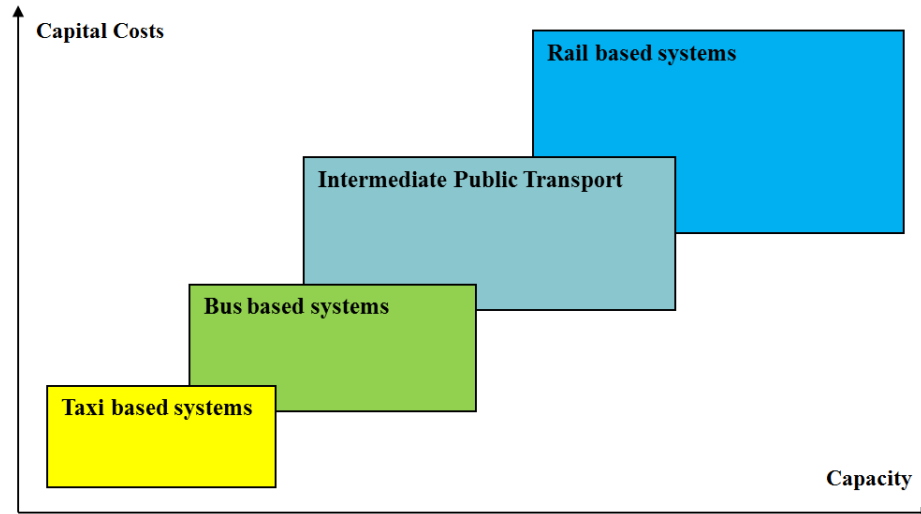 Capital Costs
Rail based systems
Intermediate Public Transport
Bus based systems
Taxi based systems
Capacity